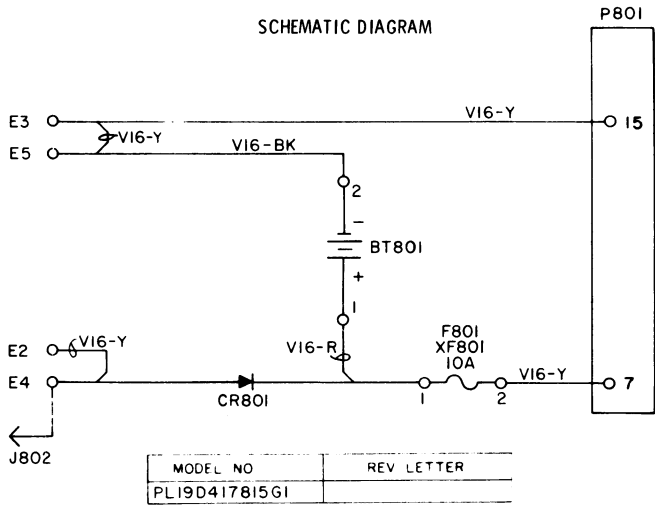 SCHEMATIC DIAGRAM
P801
E3
V16-Y
15
V16-Y
E5
V16-BK
2
−
BT801
+
1
E2
V16-Y
V16-R
F801
XF801
10A
E4
CR801
1
2
V16-Y
7
J802
MODEL NO
REV LETTER
PL19D417815G1